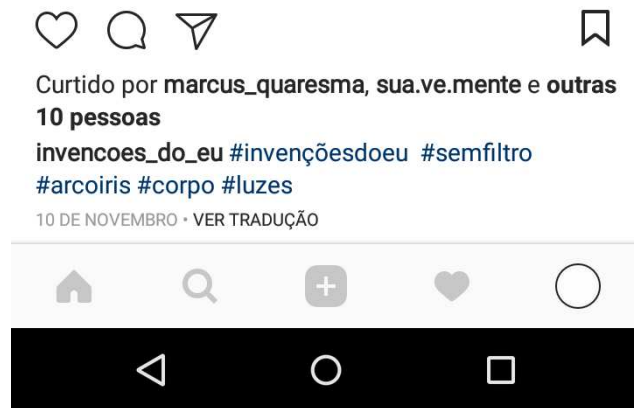 Curtido por marcus_quaresma, sua.ve.mente e outras
10 pessoas
invencoes_do_eu #invençõesdoeu #semfiltro
#arcoiris #corpo #luzes
10 DE NOVEMBRO • VER TRADUÇÃO